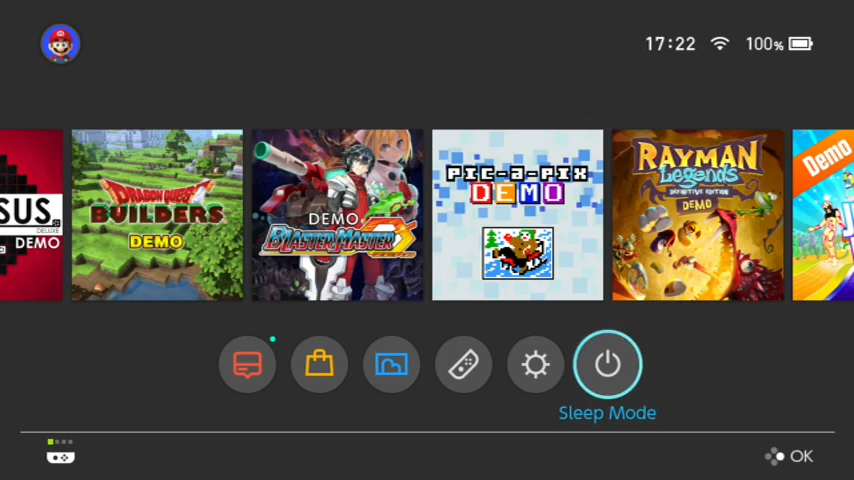 17:22
100%
SUS
DELUXE
DEMO
DRAGON QUEST
BUILDERS
DEMO
DEMO
BLASTER MASTER
ZERO
PIC-A-PIX
DEMO
RAYMAN
Legends
DEFINITIVE EDITION
DEMO
Demo
Sleep Mode
OK